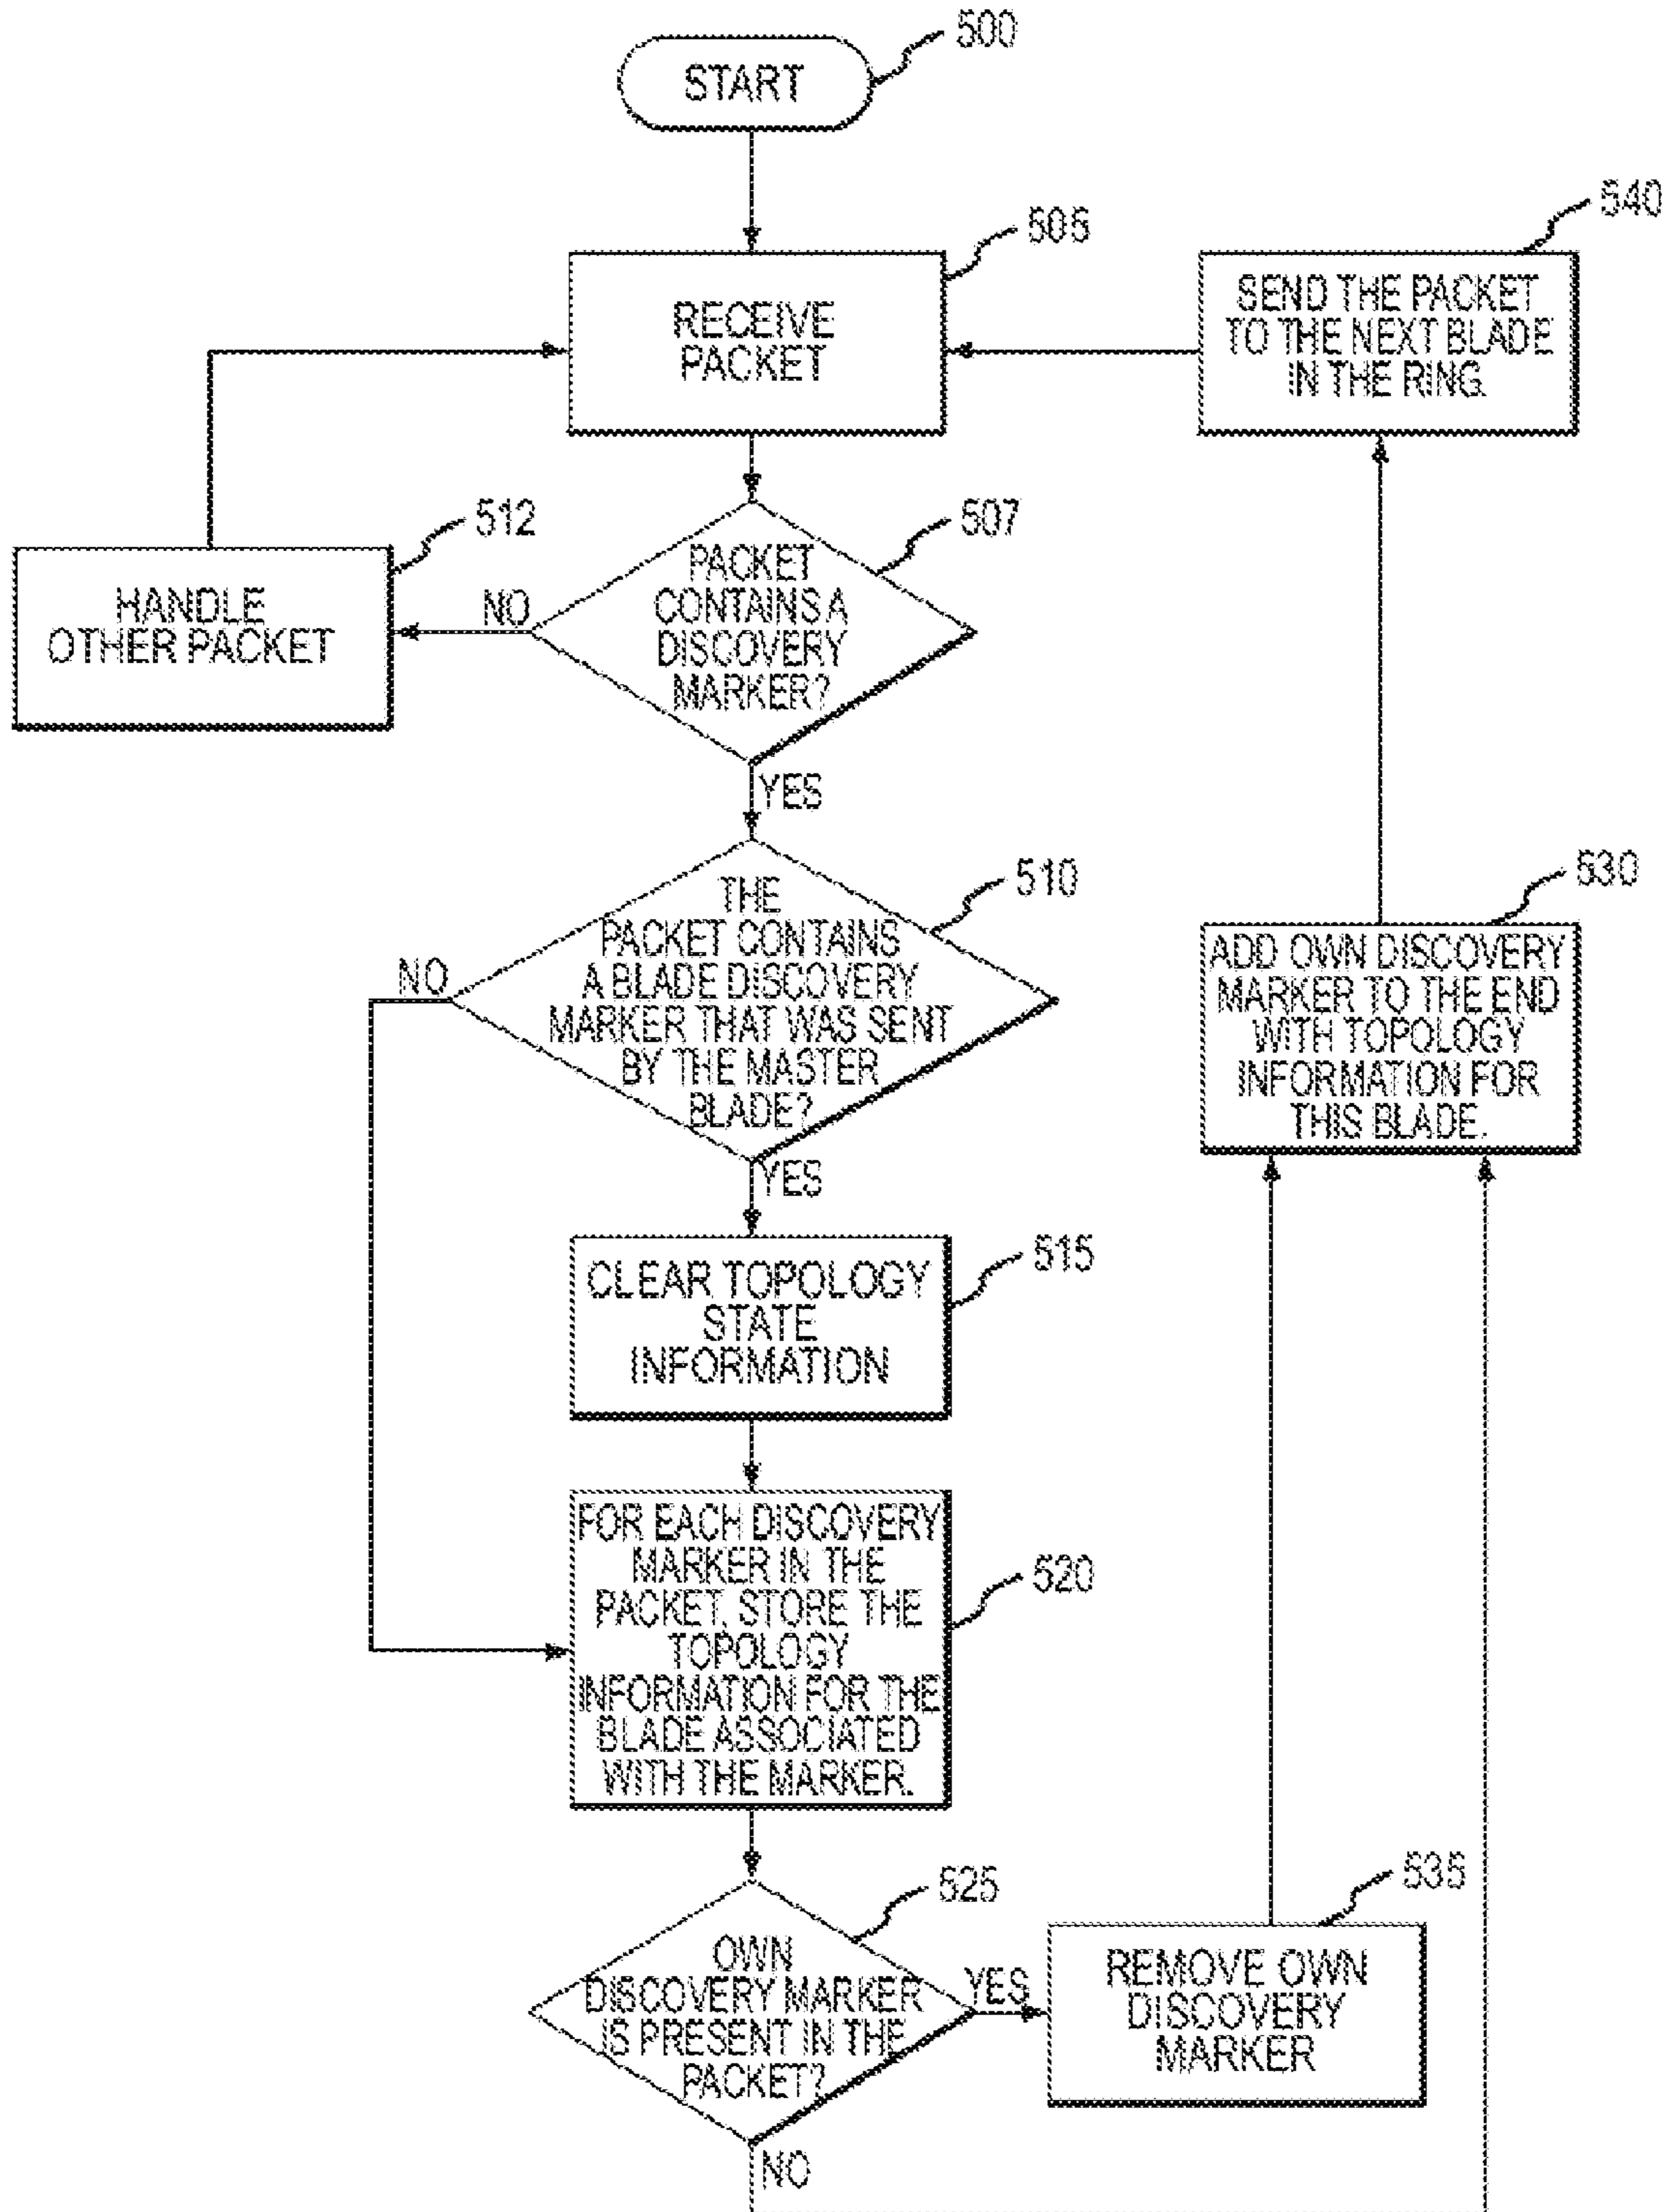 500
START
505
RECEIVE
PACKET
540
SEND THE PACKET
TO THE NEXT BLADE
IN THE RING.
512
HANDLE
OTHER PACKET
507
NO
PACKET
CONTAINS A
DISCOVERY
MARKER?
YES
510
NO
THE
PACKET CONTAINS
A BLADE DISCOVERY
MARKER THAT WAS SENT
BY THE MASTER
BLADE?
YES
530
ADD OWN DISCOVERY
MARKER TO THE END
WITH TOPOLOGY
INFORMATION FOR
THIS BLADE.
515
CLEAR TOPOLOGY
STATE
INFORMATION
520
FOR EACH DISCOVERY
MARKER IN THE
PACKET, STORE THE
TOPOLOGY
INFORMATION FOR THE
BLADE ASSOCIATED
WITH THE MARKER.
525
OWN
DISCOVERY MARKER
IS PRESENT IN THE
PACKET?
YES
535
REMOVE OWN
DISCOVERY
MARKER
NO